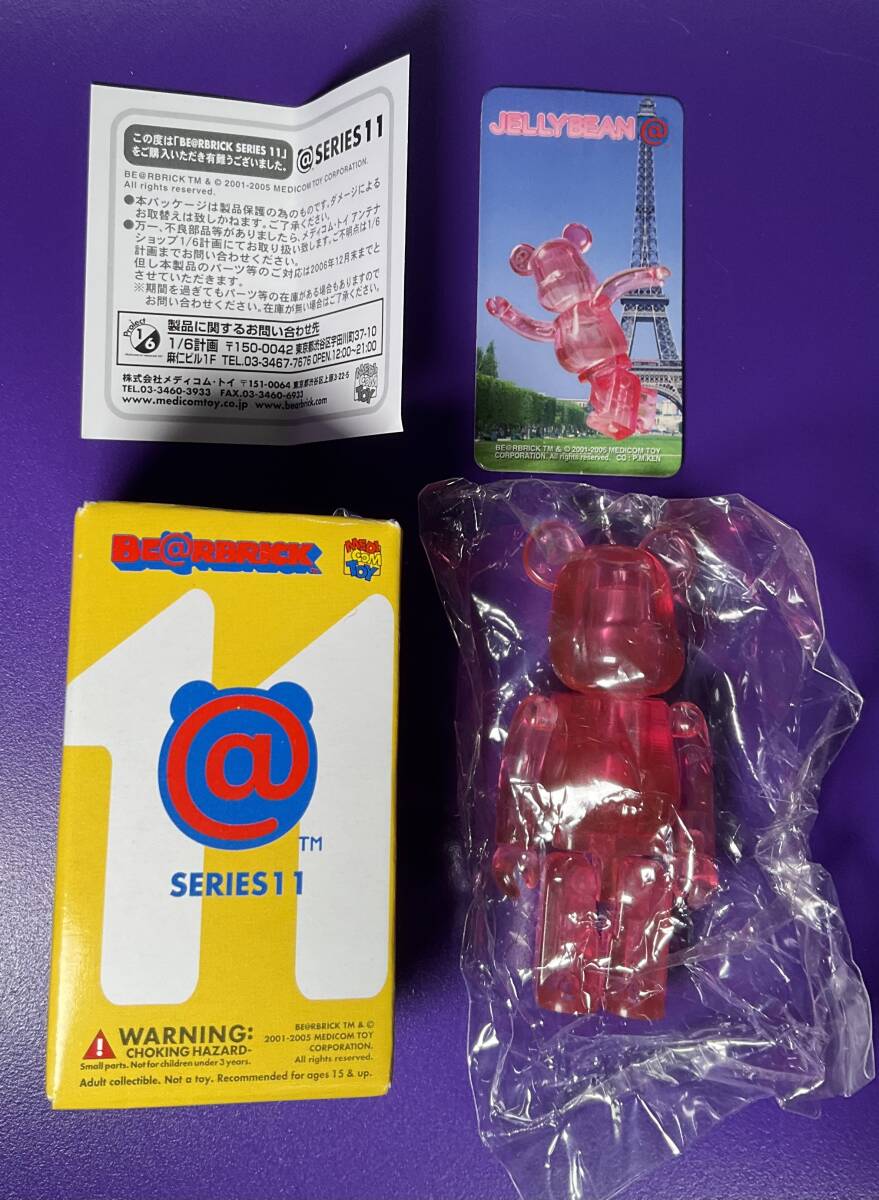 この度は「BE@RBRICK SERIES 11」
をご購入いただき有難うございました。
@ SERIES 11
BE@RBRICK TM & © 2001-2005 MEDICOM TOY CORPORATION.
All rights reserved.
●本パッケージは製品保護の為のものです。ダメージによる
お取替えは致しかねます。ご了承ください。
●万一、不良部品等がありましたら、メディコム・トイ アンテナ
ショップ1/6計画にてお取り扱い致します。ご不明点は1/6
計画までお問い合わせください。
但し本製品のパーツ等のご対応は2006年12月末までと
させていただきます。
※期間を過ぎてもパーツ等の在庫がある場合もありますので
お問い合わせください。在庫が無い場合はご了承ください。
Project
1/6
製品に関するお問い合わせ先
1/6計画 〒150-0042 東京都渋谷区宇田川町37-10
麻仁ビル1F TEL.03-3467-7676 OPEN.12:00~21:00
株式会社メディコム・トイ 〒151-0064 東京都渋谷区上原3-22-5
TEL.03-3460-3933 FAX.03-3460-6933
www.medicomtoy.co.jp www.bearbrick.com
MEDI
COM
TOY
JELLYBEAN @
BE@RBRICK TM & © 2001-2005 MEDICOM TOY
CORPORATION. All rights reserved. CG : P.M.KEN
BE@RBRICK TM
MEDI
COM
TOY
11
@ TM
SERIES 11
WARNING:
CHOKING HAZARD-
Small parts. Not for children under 3 years.
BE@RBRICK TM & ©
2001-2005 MEDICOM TOY
CORPORATION.
All rights reserved.
Adult collectible. Not a toy. Recommended for ages 15 & up.